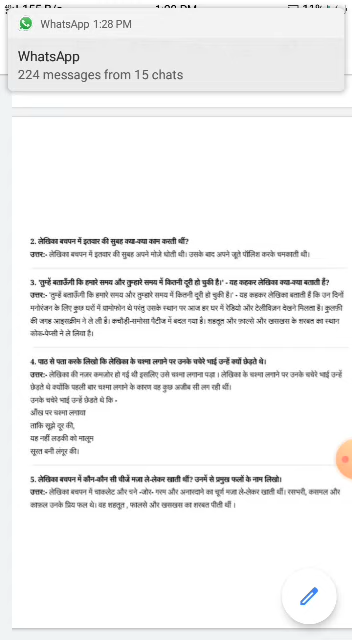 WhatsApp 1:28 PM
WhatsApp
224 messages from 15 chats
2. लेखिका बचपन में इतवार की सुबह क्या-क्या काम करती थीं?
उत्तर:- लेखिका बचपन में इतवार की सुबह अपने मोजे धोती थी। उसके बाद अपने जूते पॉलिश करके चमकाती थी।
3. 'तुम्हें बताऊँगी कि हमारे समय और तुम्हारे समय में कितनी दूरी हो चुकी है।' - यह कहकर लेखिका क्या-क्या बताती हैं?
उत्तर:- 'तुम्हें बताऊँगी कि हमारे समय और तुम्हारे समय में कितनी दूरी हो चुकी हैं।' - यह कहकर लेखिका बताती हैं कि उन दिनों
मनोरंजन के लिए कुछ घरों में ग्रामोफोन थे परंतु उसके स्थान पर आज हर घर में रेडियो और टेलीविज़न देखने मिलता है। कुलफ़ी
की जगह आइसक्रीम ने ले ली हैं। कचौड़ी-समोसा पैटीज में बदल गया है। शहतूत और फ़ाल्से और खसखस के शरबत का स्थान
कोक-पेप्सी ने ले लिया है।
4. पाठ से पता करके लिखो कि लेखिका के चश्मा लगाने पर उनके चचेरे भाई उन्हें क्यों छेड़ते थे।
उत्तर:- लेखिका की नजर कमजोर हो गई थी इसलिए उसे चश्मा लगाना पड़ा। लेखिका के चश्मा लगाने पर उनके चचेरे भाई उन्हें
छेड़ते थे क्योंकि पहली बार चश्मा लगाने के कारण वह कुछ अजीब सी लग रही थीं।
उनके चचेरे भाई उन्हें छेड़ते थे कि -
आँख पर चश्मा लगाया
ताकि सूझे दूर की,
यह नहीं लड़की को मालूम
सूरत बनी लंगूर की।
5. लेखिका बचपन में कौन-कौन सी चीज़ें मज़ा ले-लेकर खाती थीं? उनमें से प्रमुख फलों के नाम लिखो।
उत्तर:- लेखिका बचपन में चाकलेट और चने -जोर- गरम और अनारदाने का चूर्ण मजा ले-लेकर खाती थीं। रसभरी, कसमल और
काफ़ल उनके प्रिय फल थे। वह शहतूत , फालसे और खसखस का शरबत पीती थीं ।